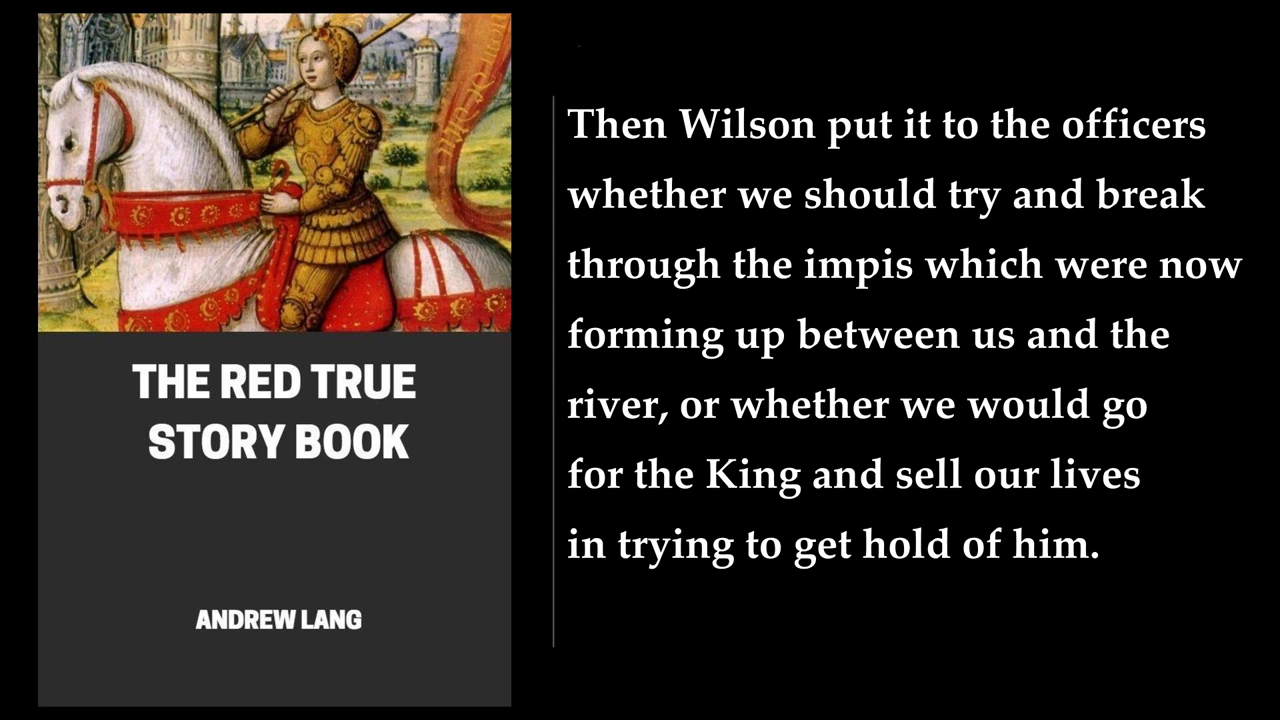 THE RED TRUE
STORY BOOK
ANDREW LANG
Then Wilson put it to the officers
whether we should try and break
through the impis which were now
forming up between us and the
river, or whether we would go
for the King and sell our lives
in trying to get hold of him.